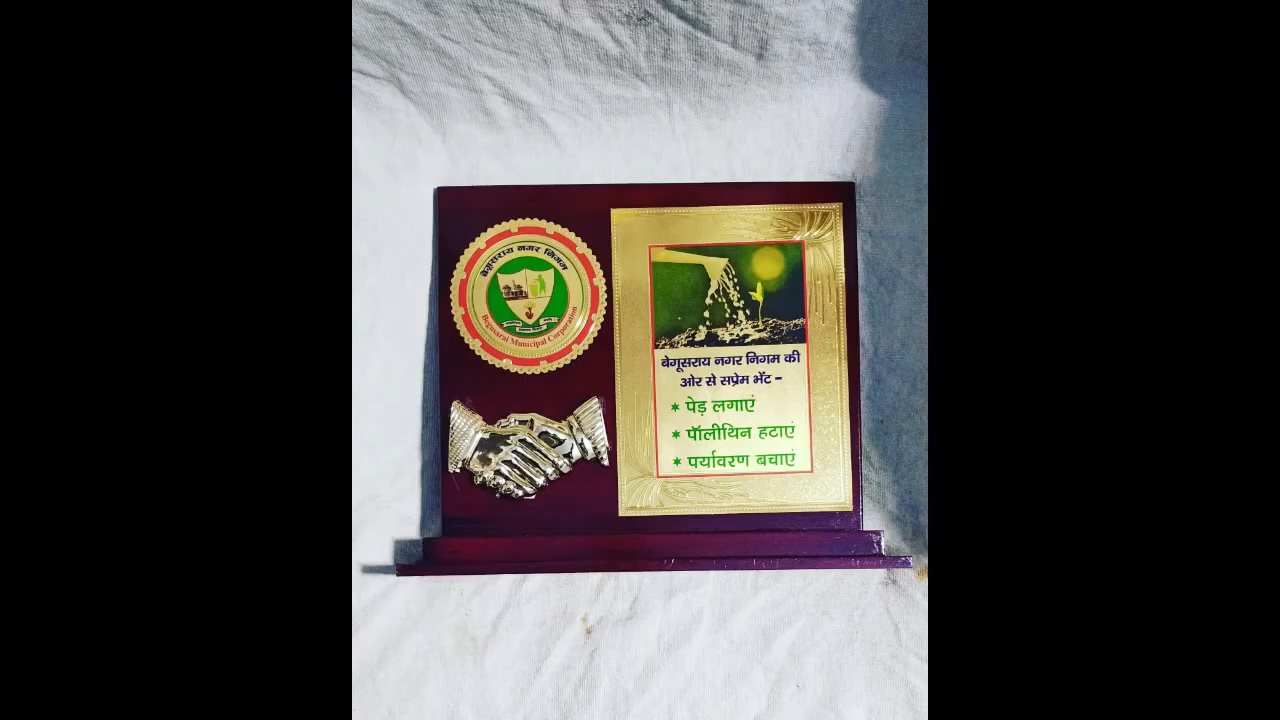 बेगूसराय नगर निगम
Begusarai Municipal Corporation
बेगूसराय नगर निगम की
ओर से सप्रेम भेंट -
* पेड़ लगाएं
* पॉलीथिन हटाएं
* पर्यावरण बचाएं